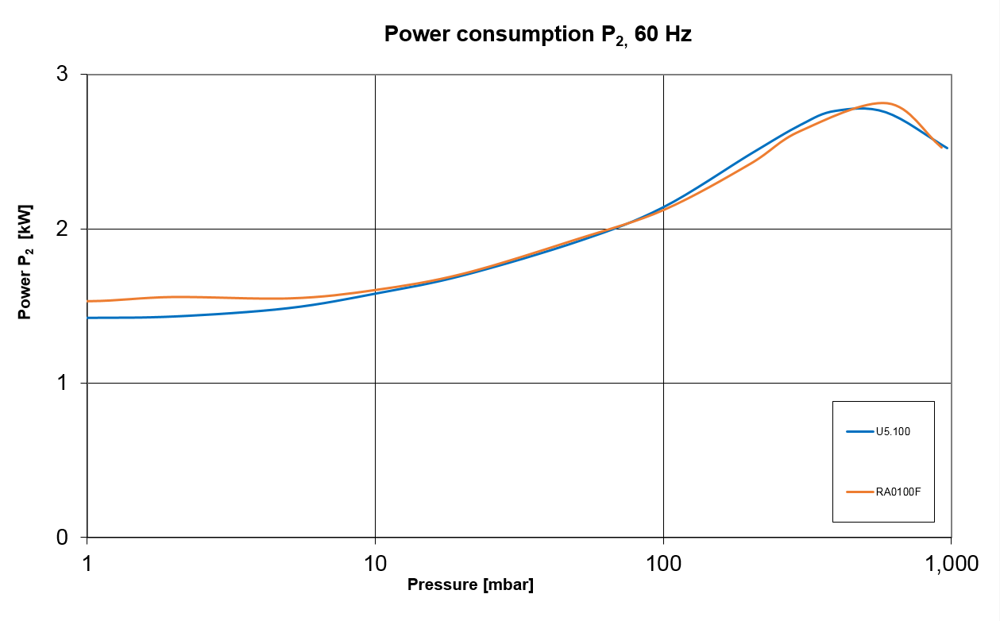 Power consumption P2, 60 Hz
3
2
1
0
Power P2 [kW]
U5.100
RA0100F
1 10 100 1,000
Pressure [mbar]